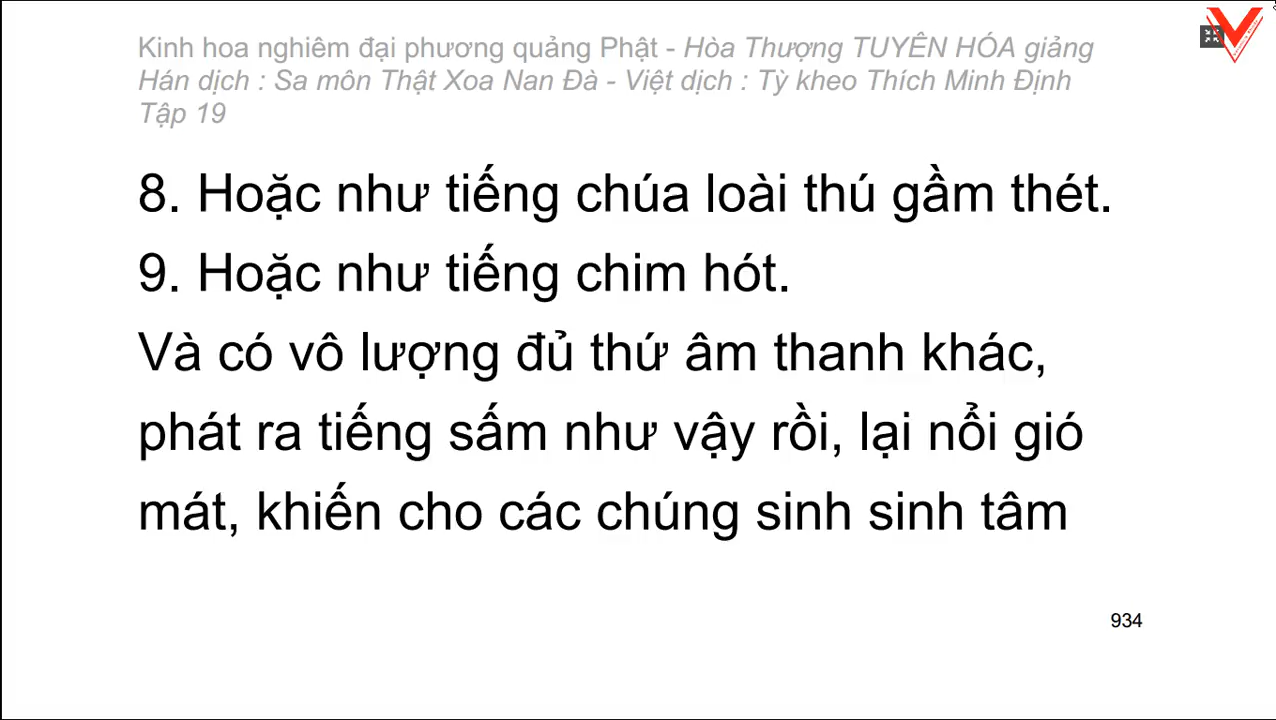 Kinh hoa nghiêm đại phương quảng Phật - Hòa Thượng TUYÊN HÓA giảng
Hán dịch : Sa môn Thật Xoa Nan Đà - Việt dịch : Tỳ kheo Thích Minh Định
Tập 19
8. Hoặc như tiếng chúa loài thú gầm thét.
9. Hoặc như tiếng chim hót.
Và có vô lượng đủ thứ âm thanh khác,
phát ra tiếng sấm như vậy rồi, lại nổi gió
mát, khiến cho các chúng sinh sinh tâm
934